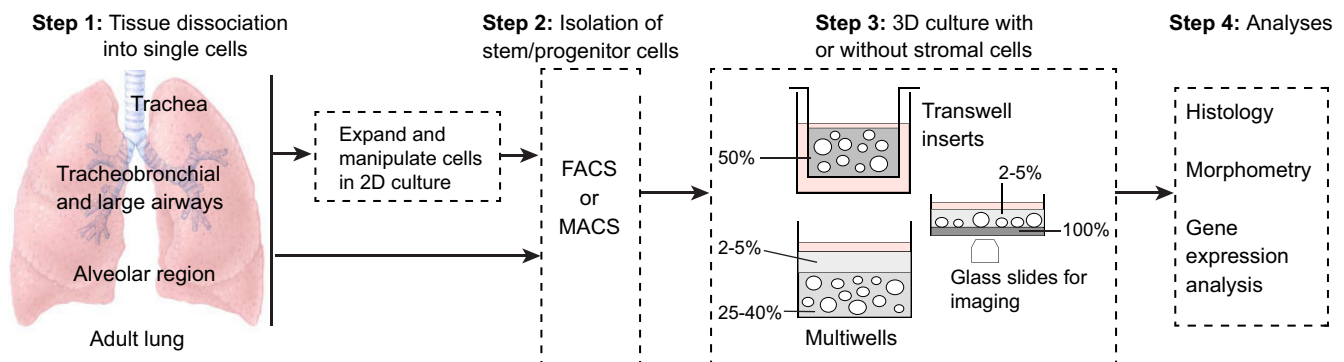 Step 1: Tissue dissociation
into single cells
Trachea
Tracheobronchial
and large airways
Alveolar region
Adult lung
Expand and
manipulate cells
in 2D culture
Step 2: Isolation of
stem/progenitor cells
FACS
or
MACS
Step 3: 3D culture with
or without stromal cells
Transwell
inserts
50%
2-5%
100%
Glass slides for
imaging
2-5%
25-40%
Multiwells
Step 4: Analyses
Histology
Morphometry
Gene
expression
analysis